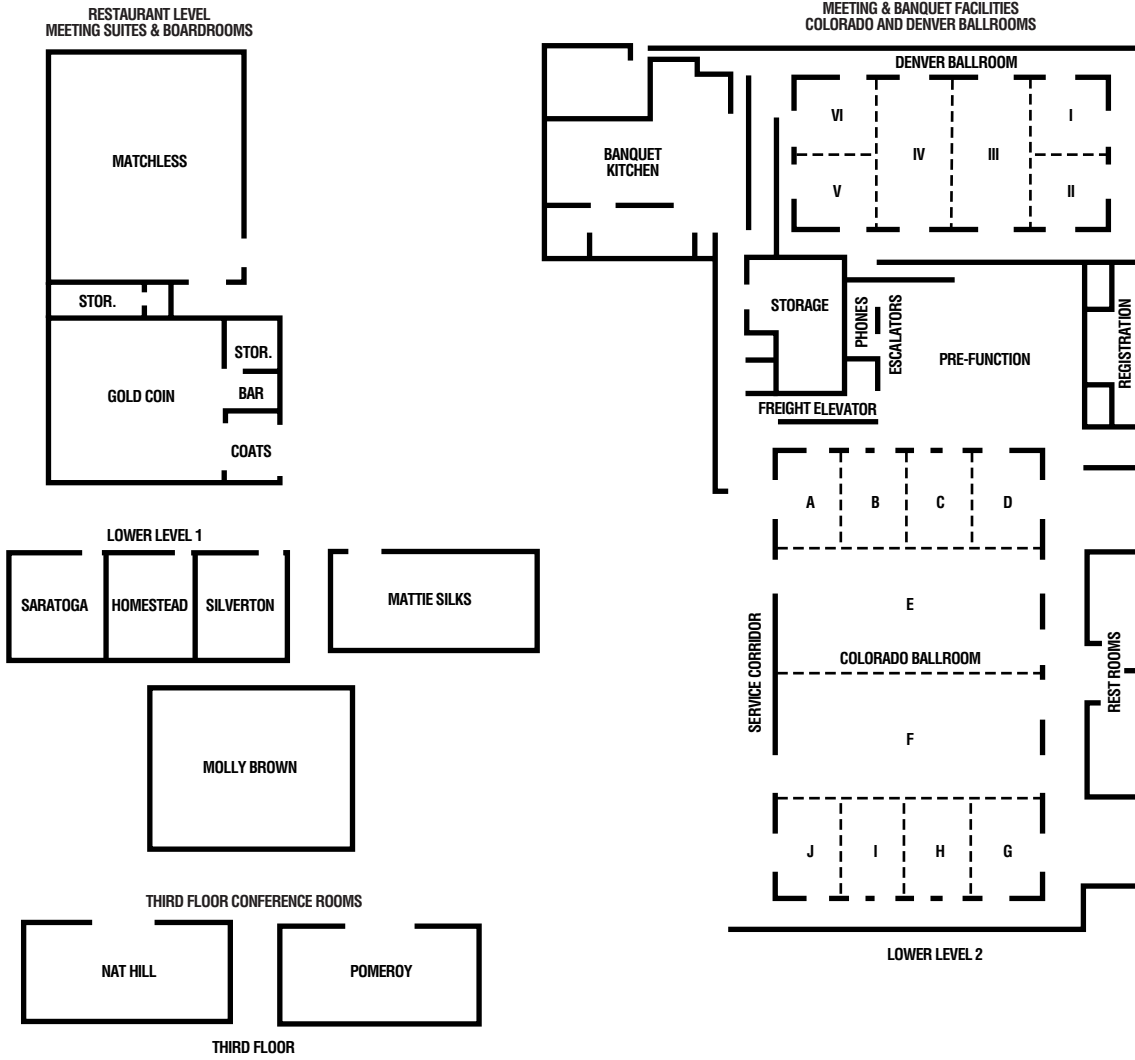 RESTAURANT LEVEL
MEETING SUITES & BOARDROOMS
MATCHLESS
STOR.
STOR.
GOLD COIN
BAR
COATS
LOWER LEVEL 1
SARATOGA
HOMESTEAD
SILVERTON
MATTIE SILKS
MOLLY BROWN
THIRD FLOOR CONFERENCE ROOMS
NAT HILL
POMEROY
THIRD FLOOR
MEETING & BANQUET FACILITIES
COLORADO AND DENVER BALLROOMS
DENVER BALLROOM
VI
I
IV
III
V
II
BANQUET
KITCHEN
STORAGE
PHONES
ESCALATORS
PRE-FUNCTION
REGISTRATION
FREIGHT ELEVATOR
A
B
C
D
E
SERVICE CORRIDOR
COLORADO BALLROOM
REST ROOMS
F
J
I
H
G
LOWER LEVEL 2